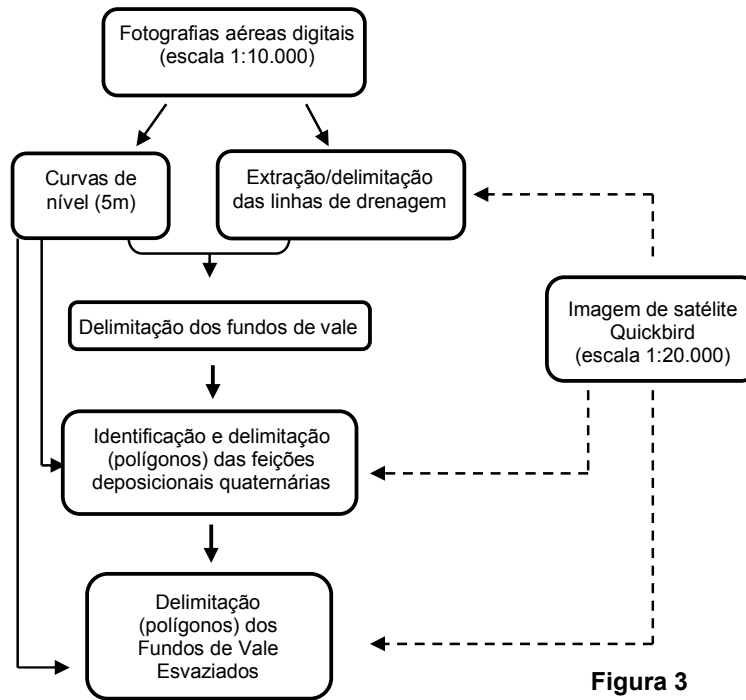 Fotografias aéreas digitais
(escala 1:10.000)
Curvas de
nível (5m)
Extração/delimitação
das linhas de drenagem
Imagem de satélite
Quickbird
(escala 1:20.000)
Delimitação dos fundos de vale
Identificação e delimitação
(polígonos) das feições
deposicionais quaternárias
Delimitação
(polígonos) dos
Fundos de Vale
Esvaziados
Figura 3